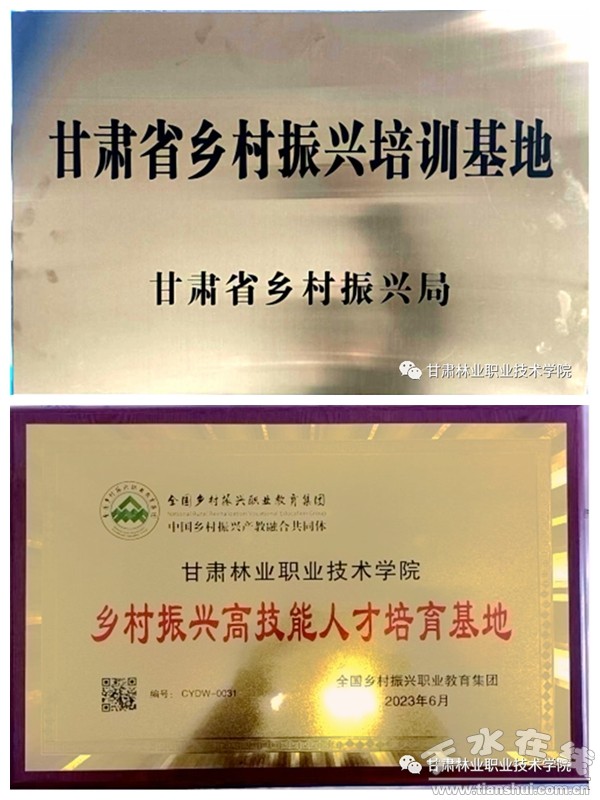 甘肃省乡村振兴培训基地
甘肃省乡村振兴局
甘肃林业职业技术学院
全国乡村振兴职业教育集团
National Rural Revitalization Vocational Education Group
中国乡村振兴产教融合共同体
甘肃林业职业技术学院
乡村振兴高技能人才培育基地
编号：CYDW-0031
全国乡村振兴职业教育集团
2023年6月
甘肃林业职业技术学院
天水在线
www.tianshui.com.cn